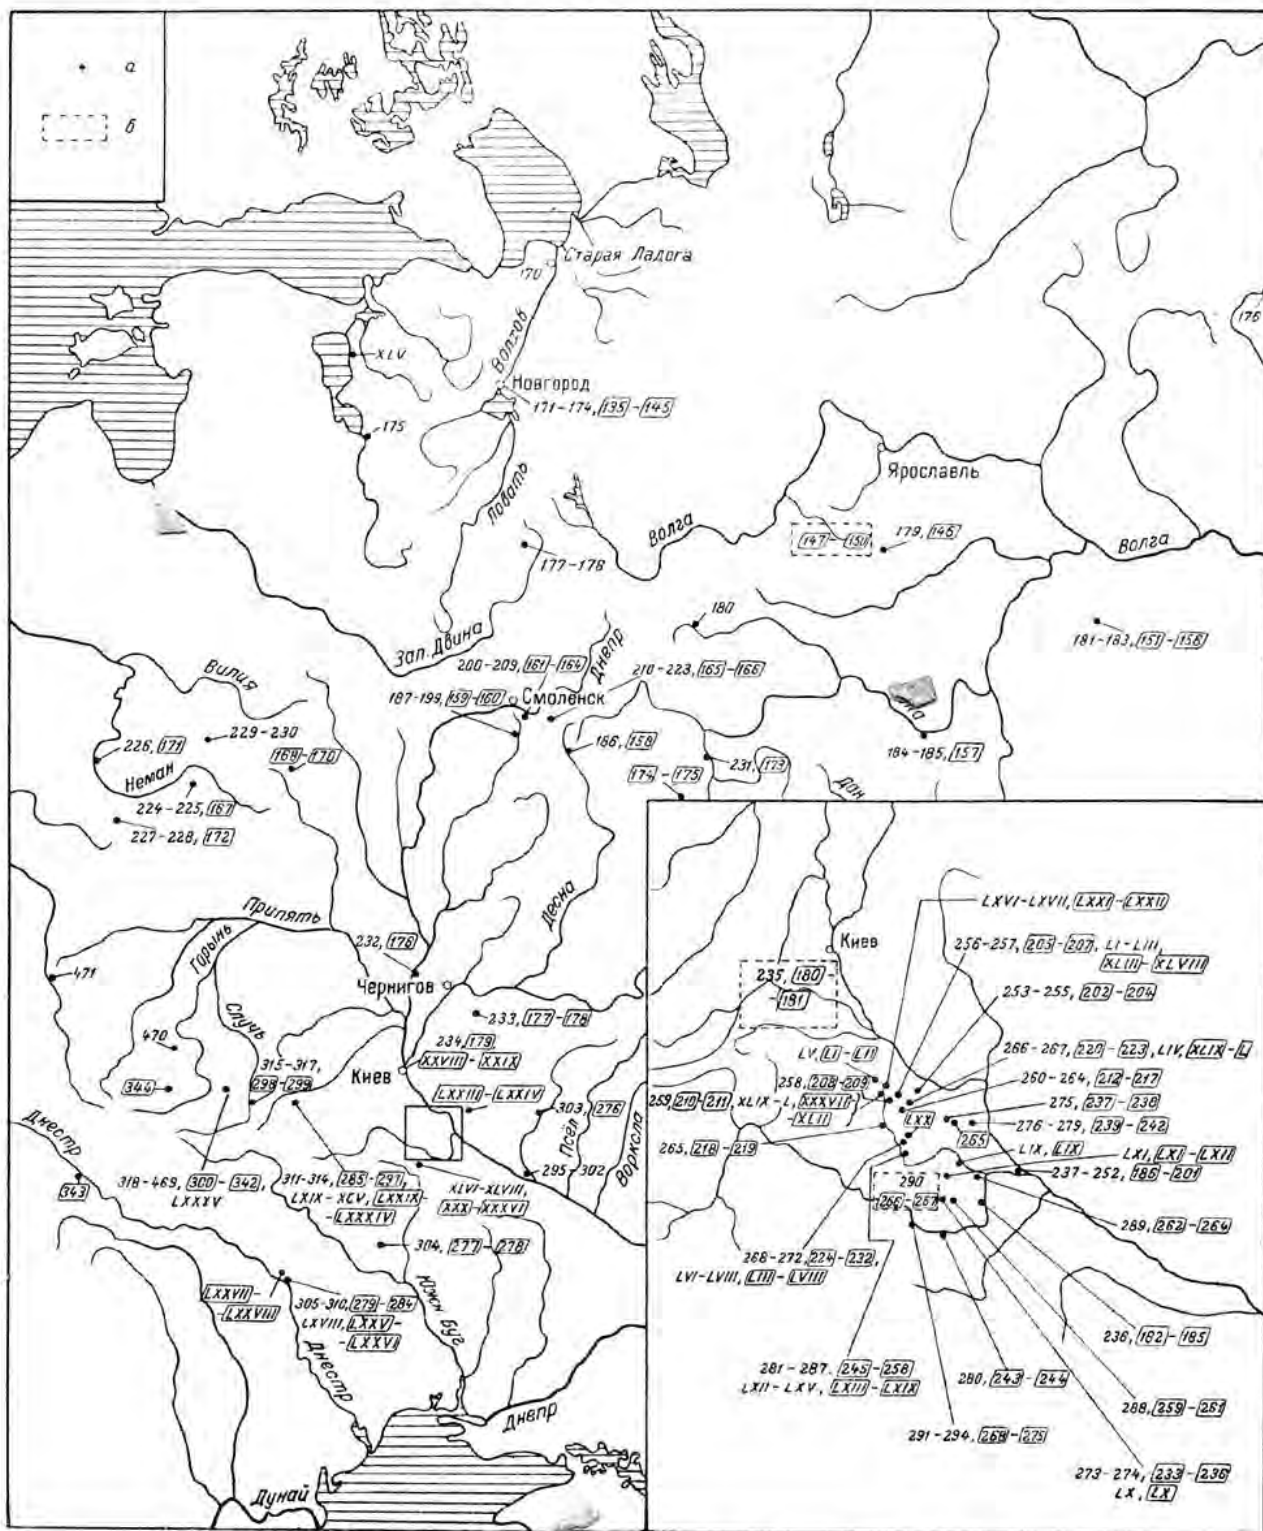 а
б
Старая Ладога
170
Волхов
176
XLV
Новгород
171-174, 135-145
175
Ярославль
Ловать
Волга
147-150
179, 146
Волга
177-178
180
181-183, 151-156
Зап. Двина
Днепр
200-209, 161-164
210-223, 165-166
Вилия
187-199, 159-160
Смоленск
229-230
226, 171
168-170
186, 158
184-185, 157
231, 173
174-175
Неман
Дон
224-225, 167
227-228, 172
Припять
Десна
Горынь
232, 176
471
Чернигов
Случь
233, 177-178
470
234, 179,
XXVIII-XXIX
315-317,
298-299
Киев
344
LXXIII-LXXIV
303, 276
Псёл
Ворскла
Днестр
295-302
343
318-469, 300-342,
LXXXV
311-314, 285-297,
LXIX-XCV, LXXIX-
-LXXXIV
XLVI-XLVIII,
XXX-XXXVI
304, 277-278
LXXVII-
-LXXVIII
305-310, 279-284
LXVIII, LXXV-
-LXXVI
Южн. Буг
Днестр
Днепр
Дунай
LXVI-LXVII, LXXI-LXXII
Киев
256-257, 205-207, LI-LIII,
XLIII-XLVIII
235, 180-
-181
253-255, 202-204
266-267, 220-223, LIV, XLIX-L
LV, LI-LII
258, 208-209
260-264, 212-217
259, 210-211, XLIX-L, XXXVII-
-XLII
275, 237-238
LXX
276-279, 239-242
265
265, 218-219
LIX, LIX
LXI, LXI-LXII
237-252, 186-201
290
266-267
289, 262-264
268-272, 224-232,
LVI-LVIII, LIII-LVIII
236, 182-185
281-287, 245-258
LXII-LXV, LXIII-LXIX
280, 243-244
288, 259-261
291-294, 268-275
273-274, 233-236
LX, LX